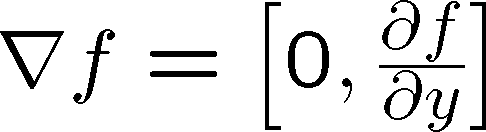 ∇f = [0, ∂f/∂y]